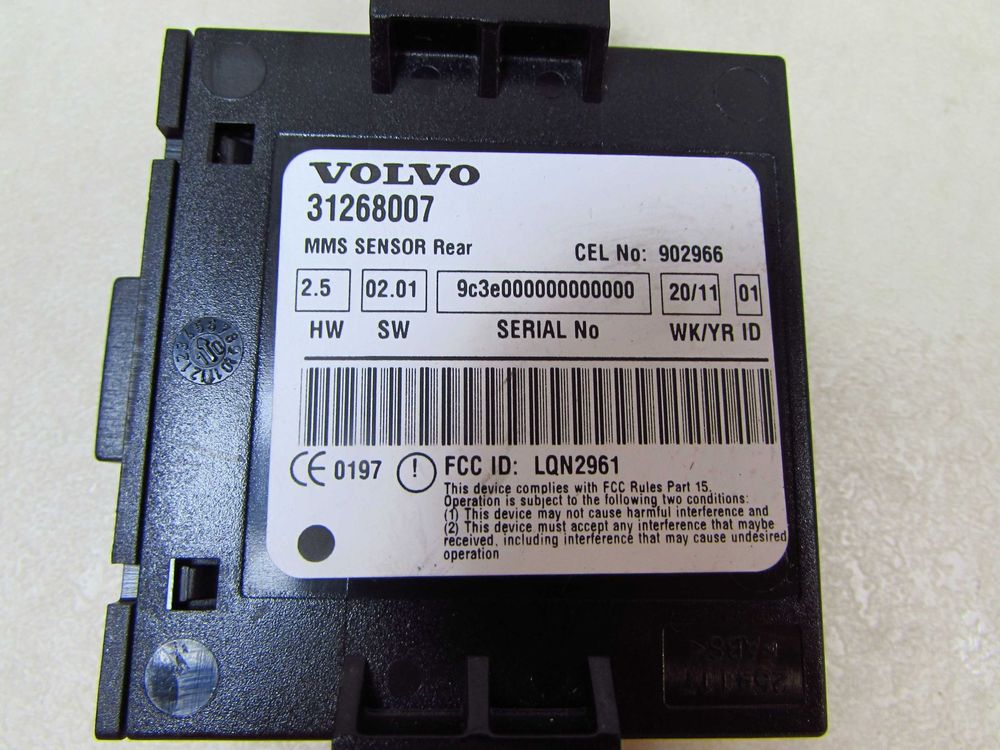 VOLVO
31268007
MMS SENSOR Rear
CEL No: 902966
2.5 02.01 9c3e000000000000 20/11 01
HW SW SERIAL No WK/YR ID
CE 0197 ! FCC ID: LQN2961
This device complies with FCC Rules Part 15.
Operation is subject to the following two conditions:
(1) This device may not cause harmful interference and
(2) This device must accept any interference that maybe
received, including interference that may cause undesired
operation
>ABS<